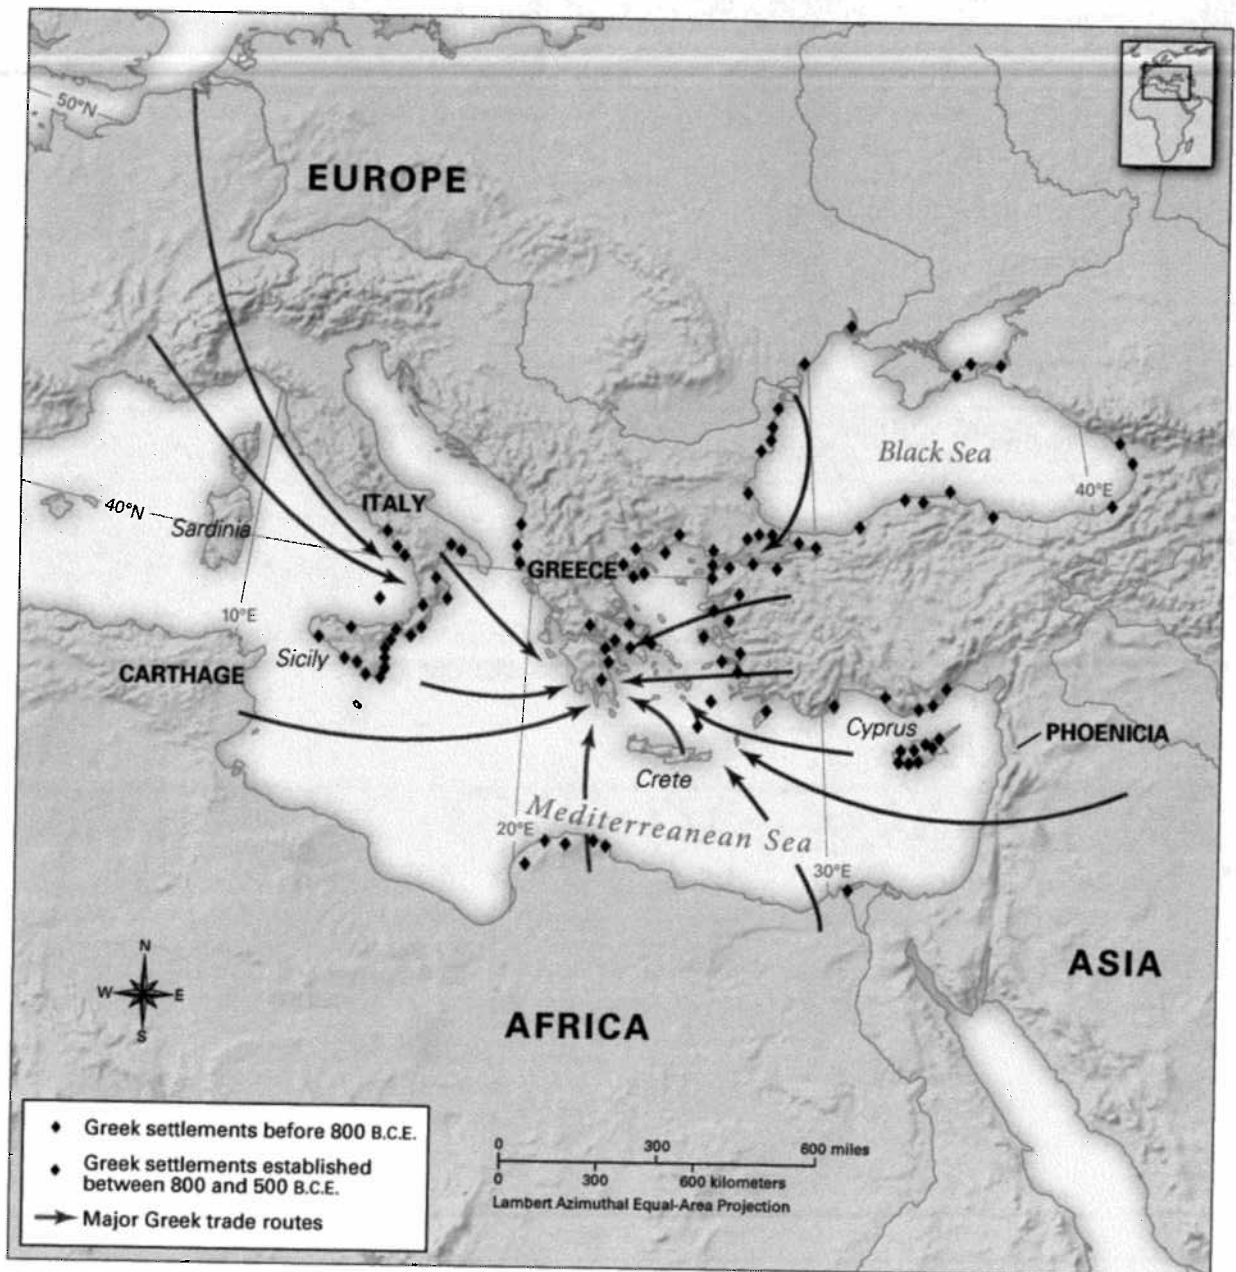 50°N
EUROPE
Black Sea
40°E
ITALY
40°N
Sardinia
GREECE
10°E
Sicily
CARTHAGE
Cyprus
PHOENICIA
Crete
Mediterranean Sea
20°E
30°E
ASIA
N
W E
S
AFRICA
Greek settlements before 800 B.C.E.
Greek settlements established
between 800 and 500 B.C.E.
Major Greek trade routes
0 300 600 miles
0 300 600 kilometers
Lambert Azimuthal Equal-Area Projection